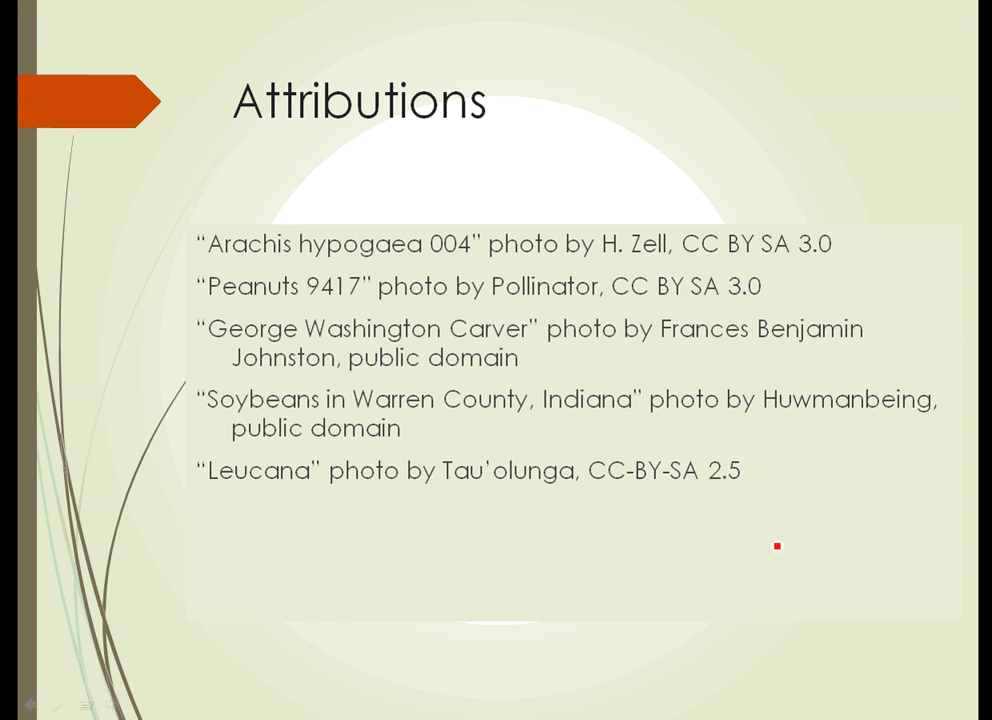 Attributions
“Arachis hypogaea 004” photo by H. Zell, CC BY SA 3.0
“Peanuts 9417” photo by Pollinator, CC BY SA 3.0
“George Washington Carver” photo by Frances Benjamin
Johnston, public domain
“Soybeans in Warren County, Indiana” photo by Huwmanbeing,
public domain
“Leucana” photo by Tau’olunga, CC-BY-SA 2.5